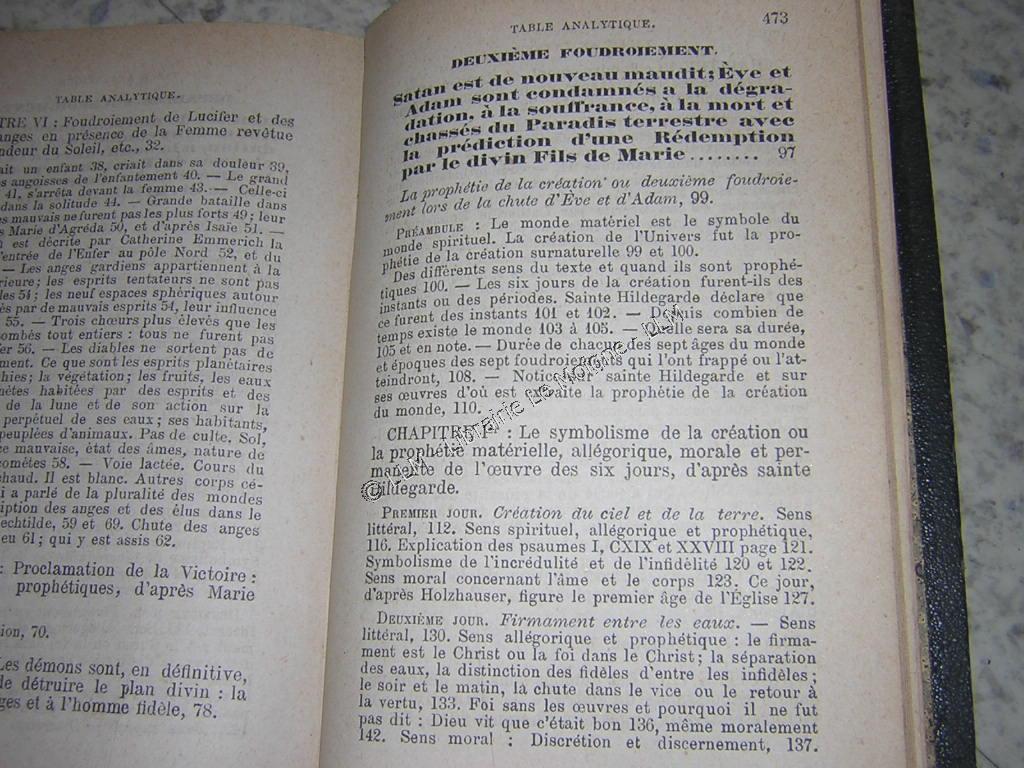 TABLE ANALYTIQUE.
TRE VI : Foudroiement de Lucifer et des
anges en présence de la Femme revêtue
ndeur du Soleil, etc., 32.
ait un enfant 38, criait dans sa douleur 39,
s angoisses de l'enfantement 40. — Le grand
41, s'arrêta devant la femme 43. — Celle-ci
dans la solitude 44. — Grande bataille dans
s mauvais ne furent pas les plus forts 49; leur
s Marie d'Agréda 50, et d'après Isaïe 51. —
n est décrite par Catherine Emmerich la
l'entrée de l'Enfer au pôle Nord 52, et du
— Les anges gardiens appartiennent à la
rieure; les esprits tentateurs ne sont pas
les 54; les neuf espaces sphériques autour
és par de mauvais esprits 54, leur influence
55. — Trois chœurs plus élevés que les
ombés tout entiers : tous ne furent pas
fer 56. — Les diables ne sortent pas de
ment. Ce que sont les esprits planétaires
hies; la végétation; les fruits, les eaux
nètes habitées par des esprits et des
de la lune et de son action sur la
perpétuel de ses eaux; ses habitants,
peuplées d'animaux. Pas de culte. Sol,
ce mauvaise, état des âmes, nature de
comètes 58. — Voie lactée. Cours du
chaud. Il est blanc. Autres corps cé-
i a parlé de la pluralité des mondes
iption des anges et des élus dans le
echtilde, 59 et 69. Chute des anges
eu 61; qui y est assis 62.
: Proclamation de la Victoire :
prophétiques, d'après Marie
ion, 70.
Les démons sont, en définitive,
de détruire le plan divin : la
ges et à l'homme fidèle, 78.
TABLE ANALYTIQUE. 473
DEUXIÈME FOUDROIEMENT.
Satan est de nouveau maudit; Ève et
Adam sont condamnés a la dégra-
dation, à la souffrance, à la mort et
chassés du Paradis terrestre avec
la prédiction d'une Rédemption
par le divin Fils de Marie ........ 97
La prophétie de la création ou deuxième foudroie-
ment lors de la chute d'Ève et d'Adam, 99.
PRÉAMBULE : Le monde matériel est le symbole du
monde spirituel. La création de l'Univers fut la pro-
phétie de la création surnaturelle 99 et 100.
Des différents sens du texte et quand ils sont prophé-
tiques 100. — Les six jours de la création furent-ils des
instants ou des périodes. Sainte Hildegarde déclare que
ce furent des instants 101 et 102. — Depuis combien de
temps existe le monde 103 à 105. — Quelle sera sa durée,
105 et en note. — Durée de chacun des sept âges du monde
et époques des sept foudroiements qui l'ont frappé ou l'at-
teindront, 108. — Notice sur sainte Hildegarde et sur
ses œuvres d'où est extraite la prophétie de la création
du monde, 110.
CHAPITRE : Le symbolisme de la création ou
la prophétie matérielle, allégorique, morale et per-
manente de l'œuvre des six jours, d'après sainte
Hildegarde.
PREMIER JOUR. Création du ciel et de la terre. Sens
littéral, 112. Sens spirituel, allégorique et prophétique,
116. Explication des psaumes I, CXIX et XXVIII page 121.
Symbolisme de l'incrédulité et de l'infidélité 120 et 122.
Sens moral concernant l'âme et le corps 123. Ce jour,
d'après Holzhauser, figure le premier âge de l'Église 127.
DEUXIÈME JOUR. Firmament entre les eaux. — Sens
littéral, 130. Sens allégorique et prophétique : le firma-
ment est le Christ ou la foi dans le Christ; la séparation
des eaux, la distinction des fidèles d'entre les infidèles;
le soir et le matin, la chute dans le vice ou le retour à
la vertu, 133. Foi sans les œuvres et pourquoi il ne fut
pas dit : Dieu vit que c'était bon 136, même moralement
142. Sens moral : Discrétion et discernement, 137.
Librairie Le Moigne